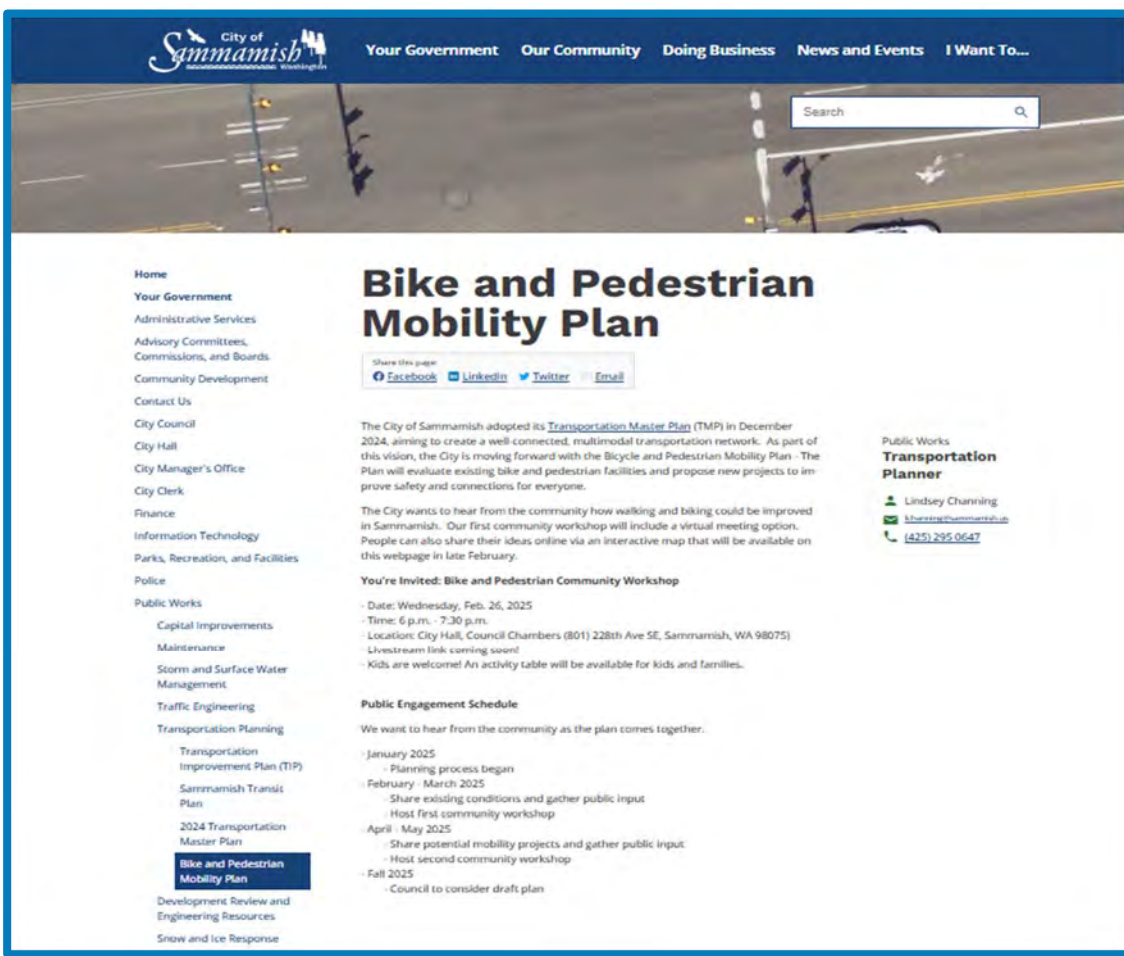 City of
Sammamish
Washington
Your Government Our Community Doing Business News and Events I Want To...
Search
Home
Your Government
Administrative Services
Advisory Committees,
Commissions, and Boards
Community Development
Contact Us
City Council
City Hall
City Manager's Office
City Clerk
Finance
Information Technology
Parks, Recreation, and Facilities
Police
Public Works
Capital Improvements
Maintenance
Storm and Surface Water
Management
Traffic Engineering
Transportation Planning
Transportation
Improvement Plan (TIP)
Sammamish Transit
Plan
2024 Transportation
Master Plan
Bike and Pedestrian
Mobility Plan
Development Review and
Engineering Resources
Snow and Ice Response
Bike and Pedestrian
Mobility Plan
Share this page
Facebook LinkedIn Twitter Email
The City of Sammamish adopted its Transportation Master Plan (TMP) in December
2024, aiming to create a well-connected, multimodal transportation network. As part of
this vision, the City is moving forward with the Bicycle and Pedestrian Mobility Plan - The
Plan will evaluate existing bike and pedestrian facilities and propose new projects to im-
prove safety and connections for everyone.
The City wants to hear from the community how walking and biking could be improved
in Sammamish. Our first community workshop will include a virtual meeting option.
People can also share their ideas online via an interactive map that will be available on
this webpage in late February.
You're Invited: Bike and Pedestrian Community Workshop
- Date: Wednesday, Feb. 26, 2025
- Time: 6 p.m. - 7:30 p.m.
- Location: City Hall, Council Chambers (801) 228th Ave SE, Sammamish, WA 98075)
- Livestream link coming soon!
- Kids are welcome! An activity table will be available for kids and families.
Public Engagement Schedule
We want to hear from the community as the plan comes together.
- January 2025
- Planning process began
- February - March 2025
- Share existing conditions and gather public input
- Host first community workshop
- April - May 2025
- Share potential mobility projects and gather public input
- Host second community workshop
- Fall 2025
- Council to consider draft plan
Public Works
Transportation
Planner
Lindsey Channing
lchanning@sammamish.us
(425) 295 0647